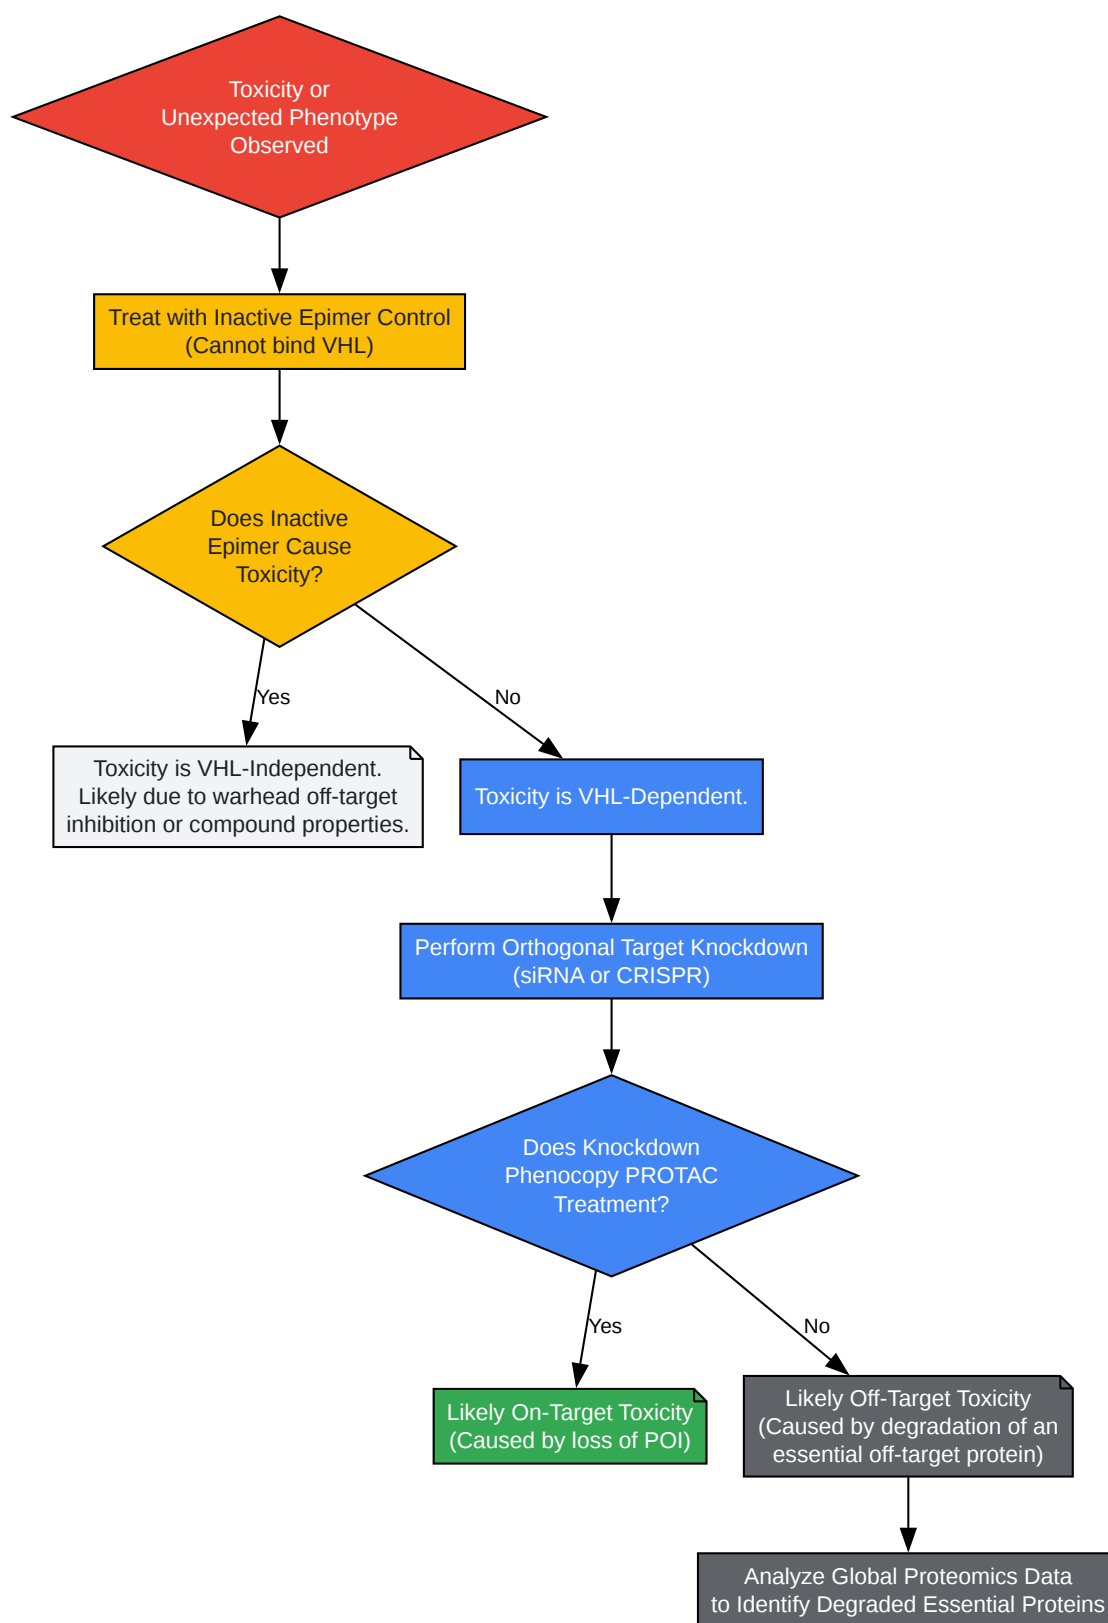 Toxicity or
Unexpected Phenotype
Observed
Treat with Inactive Epimer Control
(Cannot bind VHL)
Does Inactive
Epimer Cause
Toxicity?
Yes
No
Toxicity is VHL-Independent.
Likely due to warhead off-target
inhibition or compound properties.
Toxicity is VHL-Dependent.
Perform Orthogonal Target Knockdown
(siRNA or CRISPR)
Does Knockdown
Phenocopy PROTAC
Treatment?
Yes
No
Likely On-Target Toxicity
(Caused by loss of POI)
Likely Off-Target Toxicity
(Caused by degradation of an
essential off-target protein)
Analyze Global Proteomics Data
to Identify Degraded Essential Proteins